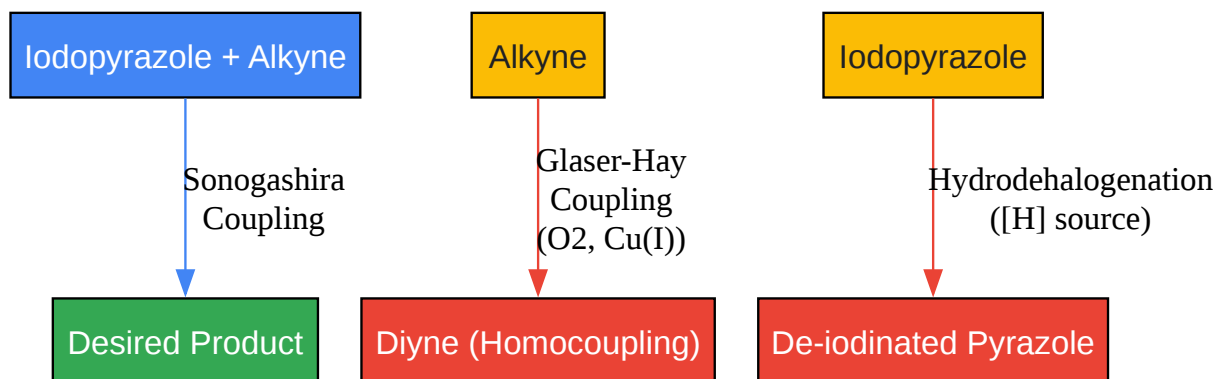 Iodopyrazole + Alkyne
Alkyne
Iodopyrazole
Sonogashira
Coupling
Glaser-Hay
Coupling
(O2, Cu(I))
Hydrodehalogenation
([H] source)
Desired Product
Diyne (Homocoupling)
De-iodinated Pyrazole